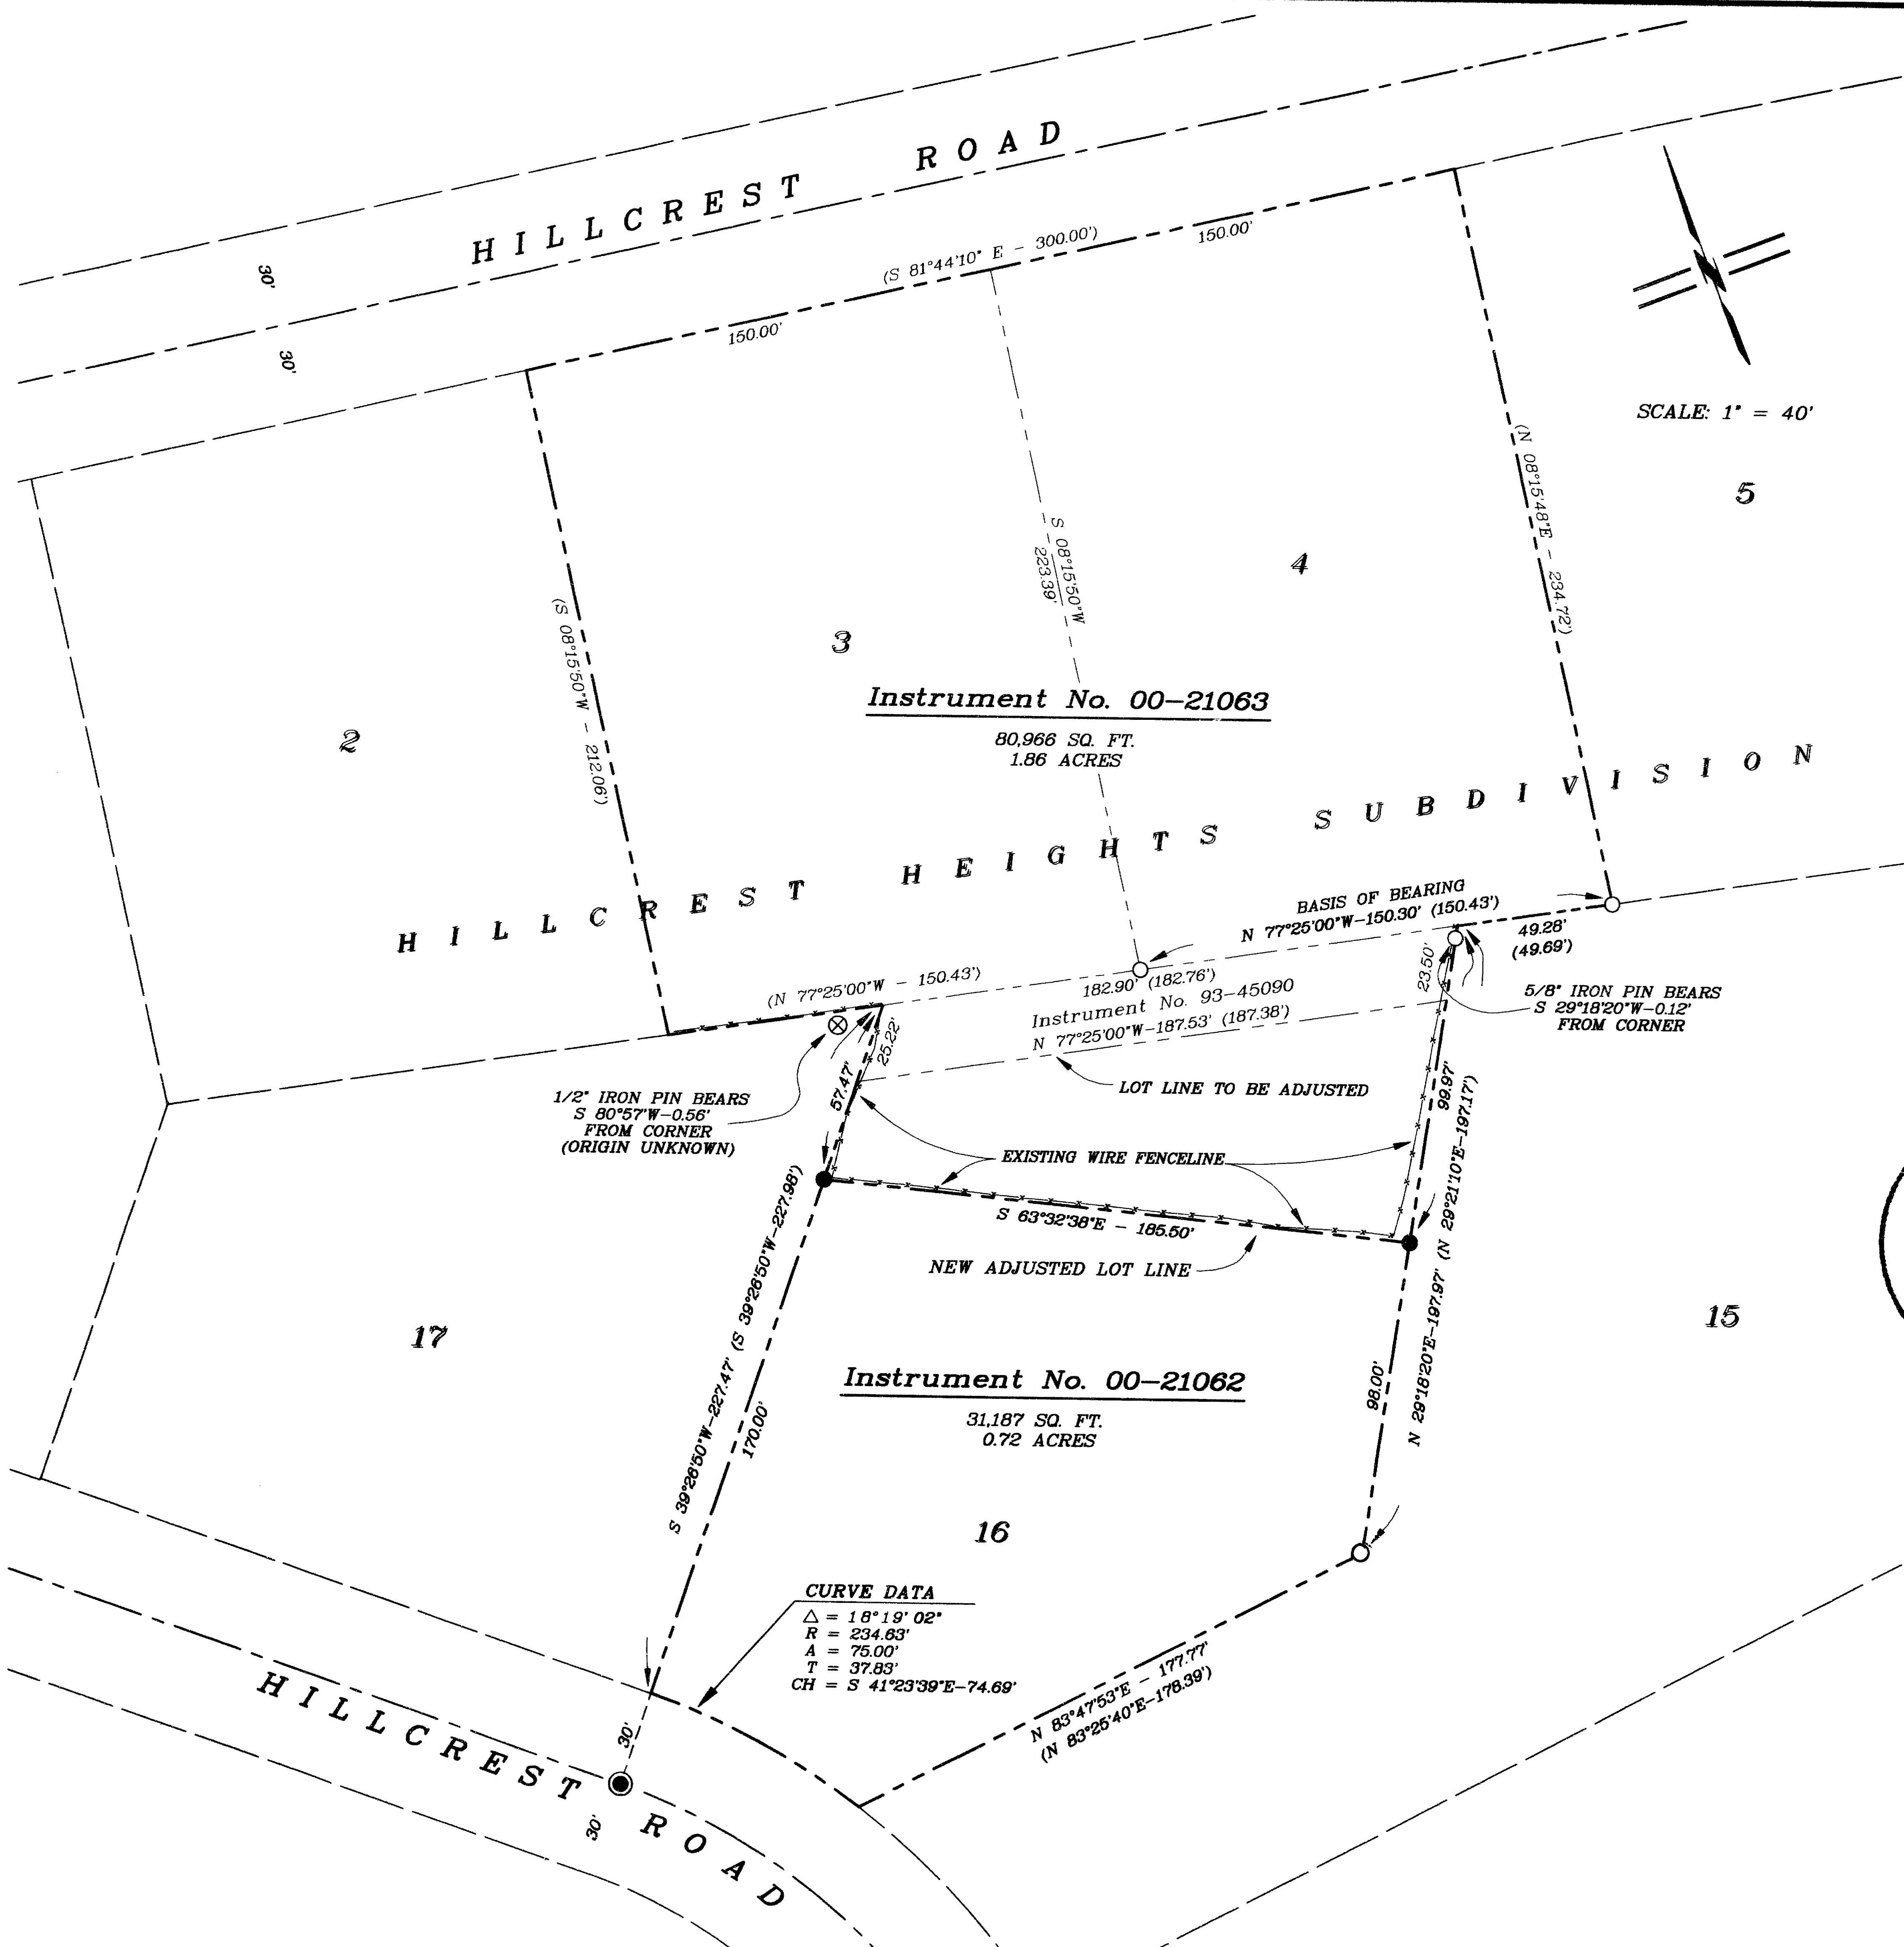 HILLCREST ROAD
30'
30'
(S 81°44'10" E - 300.00')
150.00'
150.00'
SCALE: 1" = 40'
(N 08°15'48"E - 234.72')
5
S 08°15'50"W
223.39'
4
(S 08°15'50"W - 212.06')
3
2
Instrument No. 00-21063
80,966 SQ. FT.
1.86 ACRES
HILLCREST HEIGHTS SUBDIVISION
BASIS OF BEARING
N 77°25'00"W-150.30' (150.43')
49.28'
(49.69')
(N 77°25'00"W - 150.43')
182.90' (182.76')
Instrument No. 93-45090
N 77°25'00"W-187.53' (187.38')
23.50'
5/8" IRON PIN BEARS
S 29°18'20"W-0.12'
FROM CORNER
25.22'
57.47'
1/2" IRON PIN BEARS
S 80°57'W-0.56'
FROM CORNER
(ORIGIN UNKNOWN)
LOT LINE TO BE ADJUSTED
99.97'
EXISTING WIRE FENCELINE
S 63°32'38"E - 185.50'
NEW ADJUSTED LOT LINE
N 29°18'20"E-197.97' (N 29°21'10"E-197.17')
S 39°26'50"W-227.47' (S 39°26'50"W-227.98')
170.00'
98.00'
17
15
Instrument No. 00-21062
31,187 SQ. FT.
0.72 ACRES
16
CURVE DATA
△ = 18°19'02"
R = 234.63'
A = 75.00'
T = 37.83'
CH = S 41°23'39"E-74.69'
N 83°47'53"E - 177.77'
(N 83°25'40"E-178.39')
30'
30'
HILLCREST ROAD